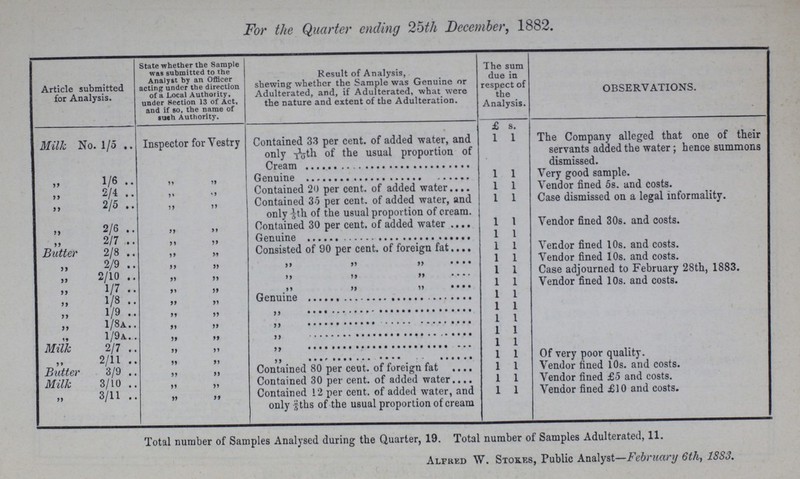 For the Quarter ending 25th December, 1882.
Article submitted for Analysis. | State whether the Sample was submitted to the Analyst by an Officer acting under the direction of a Local Authority, under Section 13 of Act, and if so, the name of such Authority. | Result of Analysis, shewing whether the Sample was Genuine or Adulterated, and, if Adulterated, what were the nature and extent of the Adulteration. | The sum due in respect of the Analysis. | OBSERVATIONS.
£ s.
Milk No. 1/5 .. Inspector for Vestry Contained 33 per cent. of added water, and 1 1 The Company alleged that one of their
only 1/10th of the usual proportion of servants added the water; hence summons
Cream .......... dismissed.
„ 1/6 .. „ „ Genuine .......... 1 1 Very good sample.
„ 2/4 .. „ „ Contained 20 per cent. of added water.... 1 1 Vendor fined 5s. and costs.
„ 2/5 .. „ „ Contained 35 per cent. of added water, and 1 1 Case dismissed on a legal informality.
only th of the usual proportion of cream.
„ 2/6 .. „ „ Contained 30 per cent. of added water .... 1 1 Vendor fined 30s. and costs.
„ 2/7 .. „ „ Genuine .......... 1 1
Butter 2/8 .. „ „ Consisted of 90 per cent. of foreign fat.... 1 1 Vendor fined 10s. and costs.
„ 2/9 .. „ „ „ „ „ .... 1 1 Vendor fined 10s. and costs.
„ 2/10 .. „ „ „ „ „ .... 1 1 Case adjourned to February 28th, 1883.
„ 1/7 .. „ „ „ „ „ .... 1 1 Vendor fined 10s. and costs.
„ 1/8 .. „ „ Genuine .......... 1 1
„ 1/9 .. „ „ „ .......... 1 1
„ 1/8A.. „ „ „ .......... 1 1
„ 1/9A.. „ „ „ .......... 1 1
Milk 2/7 .. „ „ „ .......... 1 1
„ 2/11 .. „ „ „ .......... 1 1 Of very poor quality.
Butter 3/9 .. „ „ Contained 80 per cent. of foreign fat .... 1 1 Vendor fined 10s. and costs.
Milk 3/10 .. „ „ Contained 30 per cent. of added water.... 1 1 Vendor fined £5 and costs.
„ 3/11 .. „ „ Contained 12 per cent. of added water, and 1 1 Vendor fined £10 and costs.
only ths of the usual proportion of cream
Total number of Samples Analysed during the Quarter, 19. Total number of Samples Adulterated, 11.
ALFRED W. STOKES, Public Analyst—February 6th, 1883.